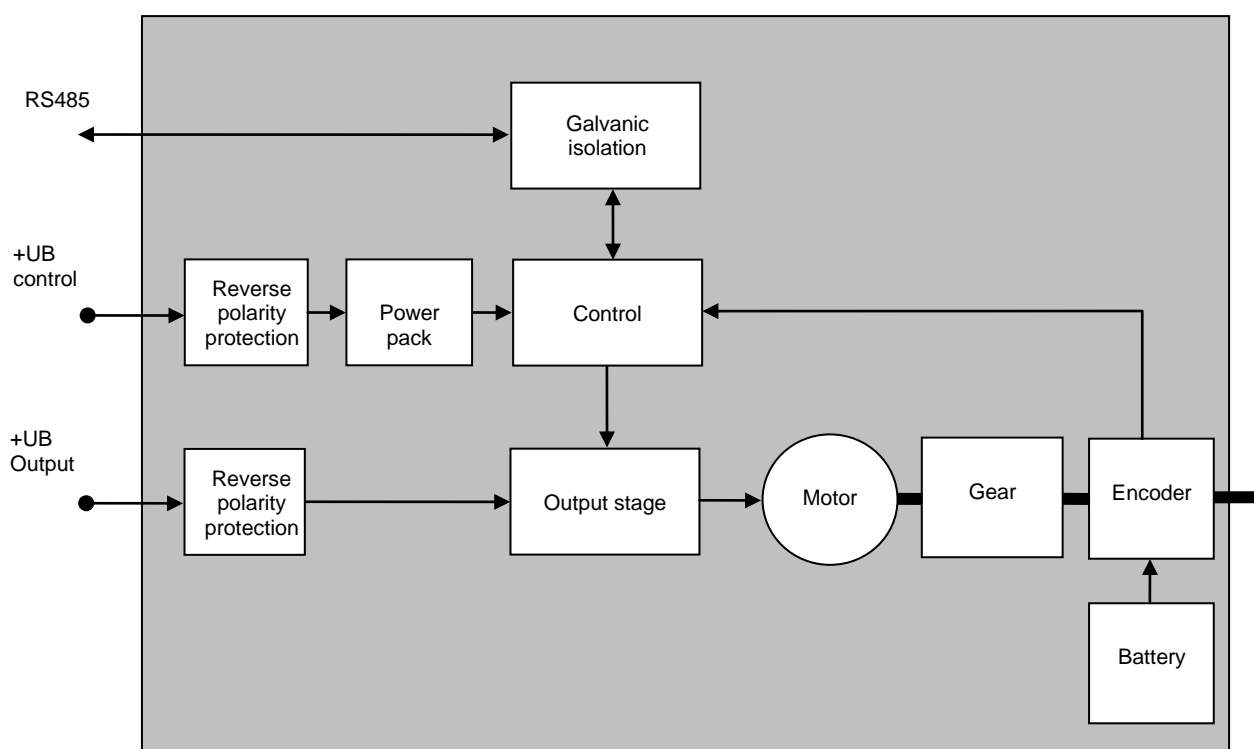 RS485
Galvanic
isolation
+UB
control
Reverse
polarity
protection
Power
pack
Control
+UB
Output
Reverse
polarity
protection
Output stage
Motor
Gear
Encoder
Battery